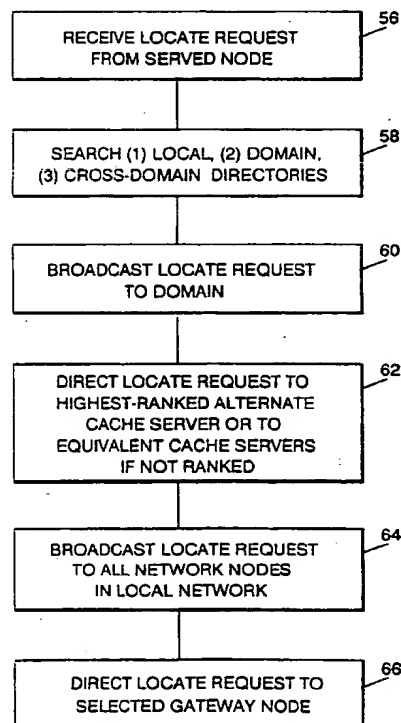 56
RECEIVE LOCATE REQUEST
FROM SERVED NODE
58
SEARCH (1) LOCAL, (2) DOMAIN,
(3) CROSS-DOMAIN DIRECTORIES
60
BROADCAST LOCATE REQUEST
TO DOMAIN
62
DIRECT LOCATE REQUEST TO
HIGHEST-RANKED ALTERNATE
CACHE SERVER OR TO
EQUIVALENT CACHE SERVERS
IF NOT RANKED
64
BROADCAST LOCATE REQUEST
TO ALL NETWORK NODES
IN LOCAL NETWORK
66
DIRECT LOCATE REQUEST TO
SELECTED GATEWAY NODE